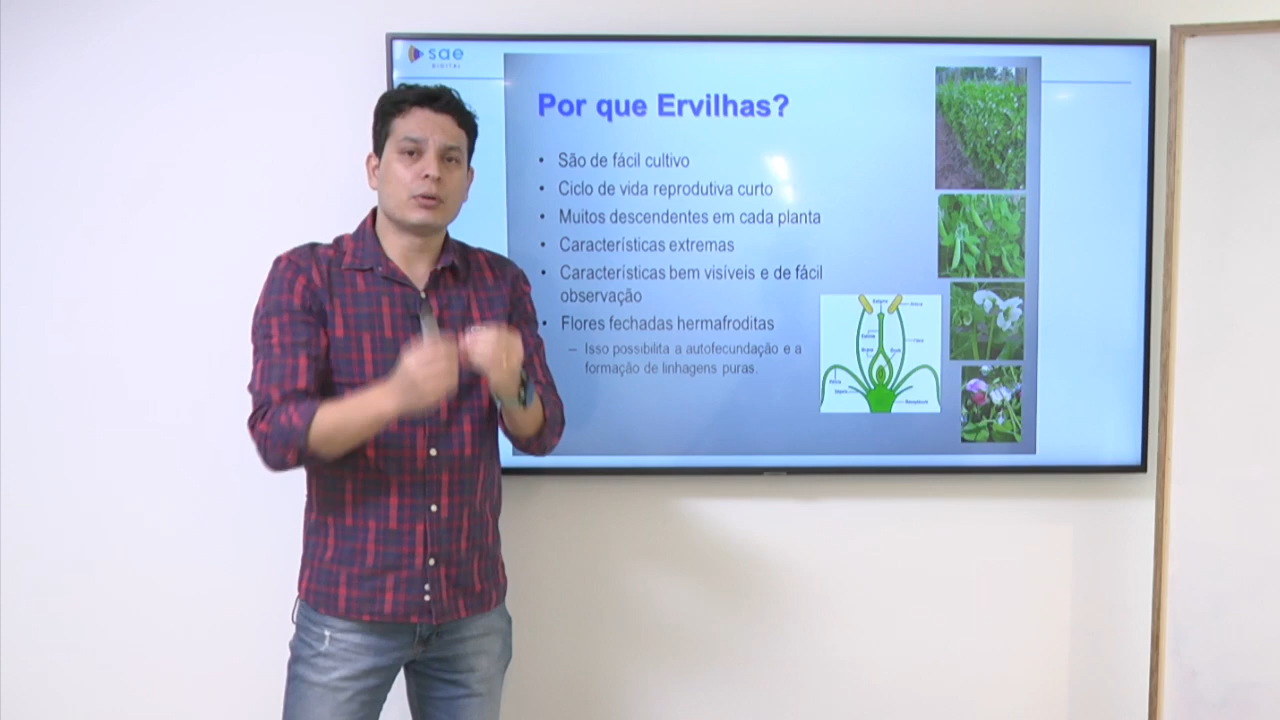 sae
DIGITAL
Por que Ervilhas?
• São de fácil cultivo
• Ciclo de vida reprodutiva curto
• Muitos descendentes em cada planta
• Características extremas
• Características bem visíveis e de fácil
observação
• Flores fechadas hermafroditas
– Isso possibilita a autofecundação e a
formação de linhagens puras.